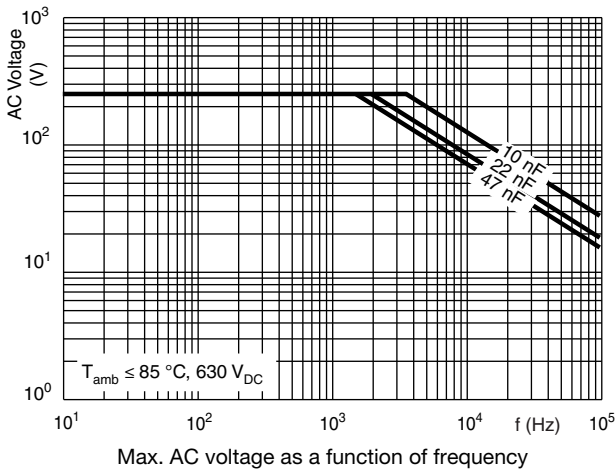 AC Voltage
(V)
10³
10²
10¹
10⁰
10 nF
22 nF
47 nF
T_amb ≤ 85 °C, 630 V_DC
10¹ 10² 10³ 10⁴ f (Hz) 10⁵
Max. AC voltage as a function of frequency